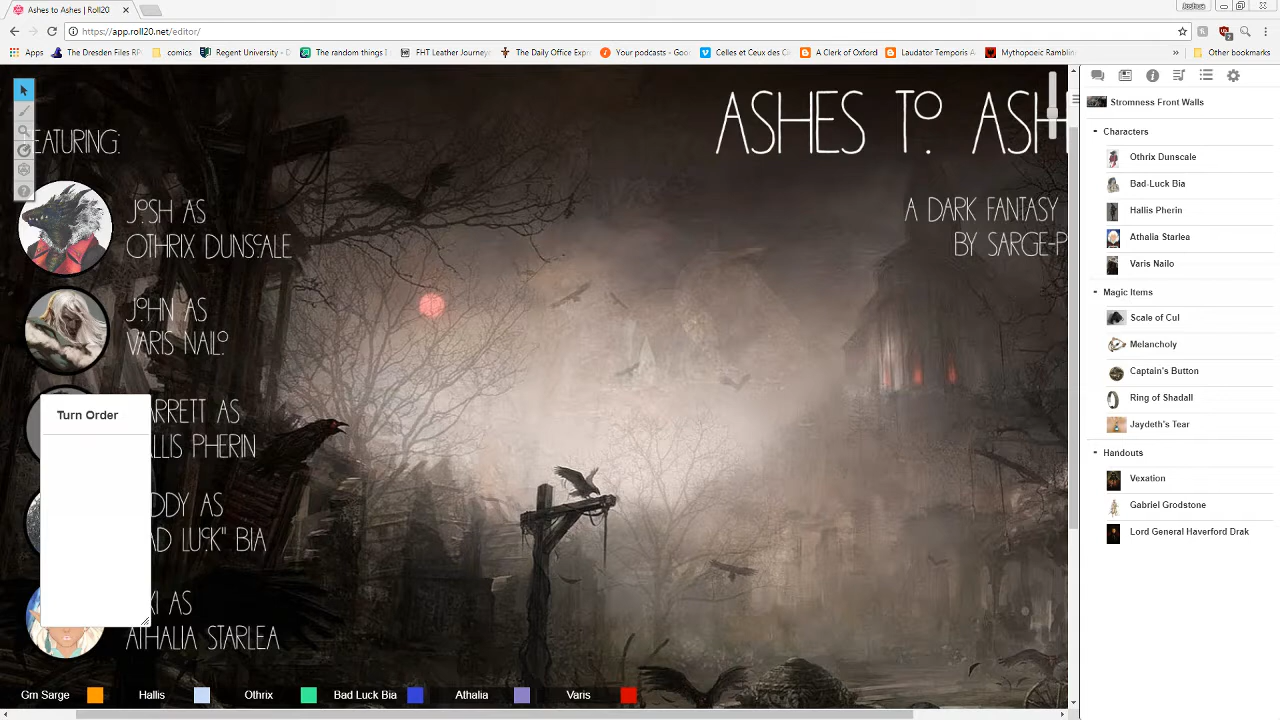 Ashes to Ashes | Roll20
https://app.roll20.net/editor/
Apps
The Dresden Files RP
comics
Regent University - D
The random things I
FHT Leather Journeys
The Daily Office Expo
Your podcasts - Goo
Celles et Ceux des C
A Clerk of Oxford
Laudator Temporis A
Mythopoeic Rambling
»
Other bookmarks
ASHES TO ASH
FEATURING:
A DARK FANTASY
BY SARGE-P
JOSH AS
OTHRIX DUNSCALE
JOHN AS
VARIS NAILO
ARRETT AS
LLIS PHERIN
DDY AS
AD LUCK" BIA
XI AS
ATHALIA STARLEA
Turn Order
Gm Sarge
Hallis
Othrix
Bad Luck Bia
Athalia
Varis
Stromness Front Walls
Characters
Othrix Dunscale
Bad-Luck Bia
Hallis Pherin
Athalia Starlea
Varis Nailo
Magic Items
Scale of Cul
Melancholy
Captain's Button
Ring of Shadall
Jaydeth's Tear
Handouts
Vexation
Gabriel Grodstone
Lord General Haverford Drak